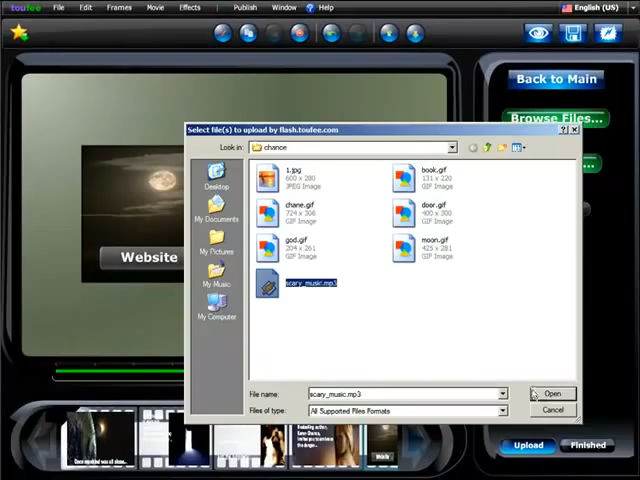 toufee File Edit Frames Movie Effects Publish Window ? Help English (US)
Back to Main
Select file(s) to upload by flash.toufee.com ? X
Browse Files...
Look in: chance
1.jpg
600 x 280
JPEG Image
book.gif
131 x 220
GIF Image
Desktop
chane.gif
724 x 306
GIF Image
door.gif
400 x 300
GIF Image
My Documents
god.gif
204 x 261
GIF Image
moon.gif
425 x 281
GIF Image
My Pictures
Website
scary_music.mp3
My Music
My Computer
File name: scary_music.mp3 Open
Files of type: All Supported Files Formats Cancel
Upload Finished
Website